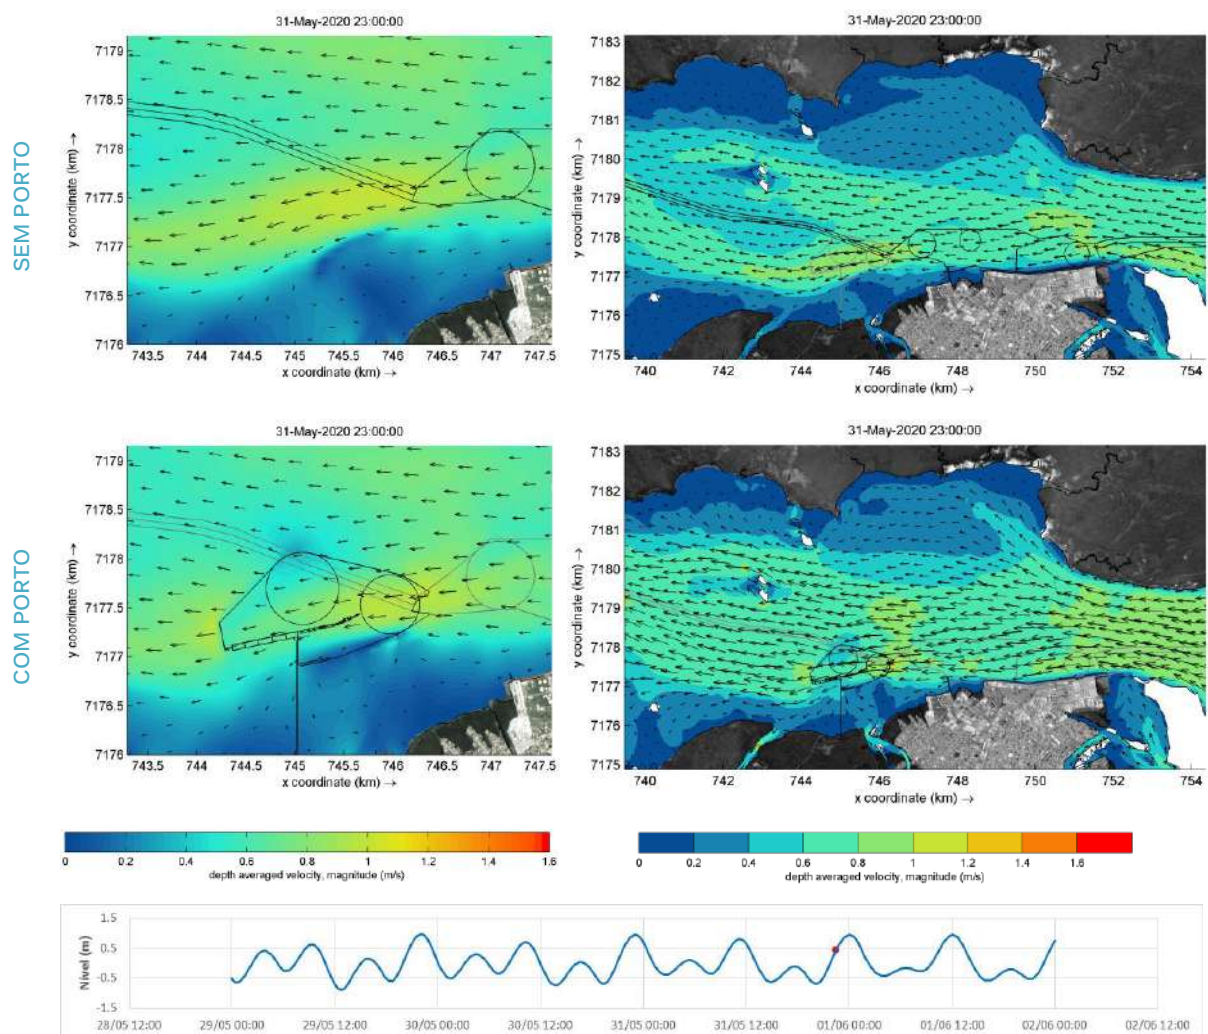 31-May-2020 23:00:00
31-May-2020 23:00:00
SEM PORTO
y coordinate (km) →
7179
7178.5
7178
7177.5
7177
7176.5
7176
743.5 744 744.5 745 745.5 746 746.5 747 747.5
x coordinate (km) →
y coordinate (km) →
7183
7182
7181
7180
7179
7178
7177
7176
7175
740 742 744 746 748 750 752 754
x coordinate (km) →
31-May-2020 23:00:00
31-May-2020 23:00:00
COM PORTO
y coordinate (km) →
7179
7178.5
7178
7177.5
7177
7176.5
7176
743.5 744 744.5 745 745.5 746 746.5 747 747.5
x coordinate (km) →
y coordinate (km) →
7183
7182
7181
7180
7179
7178
7177
7176
7175
740 742 744 746 748 750 752 754
x coordinate (km) →
0 0.2 0.4 0.6 0.8 1 1.2 1.4 1.6
depth averaged velocity, magnitude (m/s)
0 0.2 0.4 0.6 0.8 1 1.2 1.4 1.6
depth averaged velocity, magnitude (m/s)
Nível (m)
1.5
0.5
-0.5
-1.5
28/05 12:00 29/05 00:00 29/05 12:00 30/05 00:00 30/05 12:00 31/05 00:00 31/05 12:00 01/06 00:00 01/06 12:00 02/06 00:00 02/06 12:00